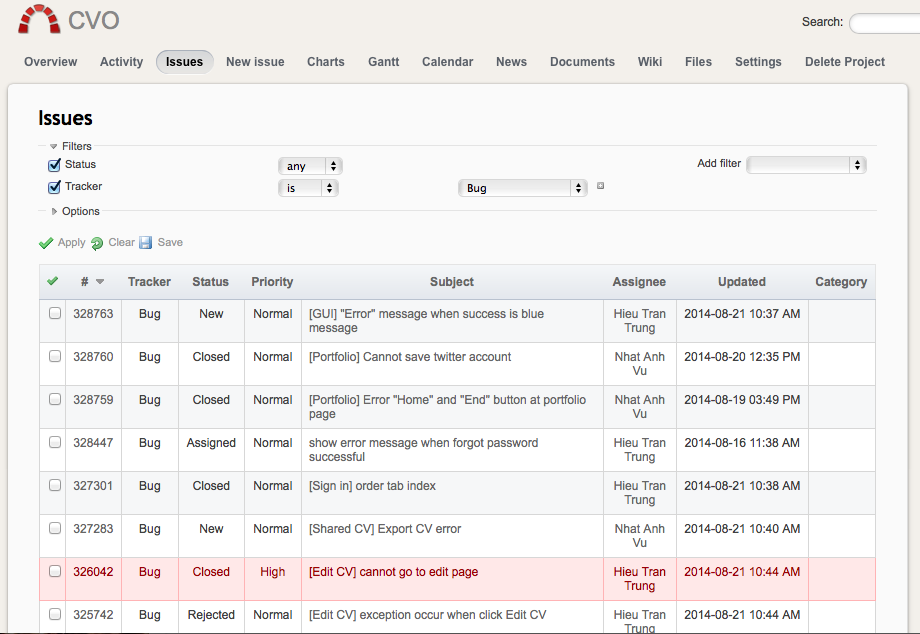 CVO
Search:
Overview Activity Issues New issue Charts Gantt Calendar News Documents Wiki Files Settings Delete Project
Issues
Filters
Status any Add filter
Tracker is Bug
Options
Apply Clear Save
# Tracker Status Priority Subject Assignee Updated Category
328763 Bug New Normal [GUI] "Error" message when success is blue Hieu Tran 2014-08-21 10:37 AM
message Trung
328760 Bug Closed Normal [Portfolio] Cannot save twitter account Nhat Anh 2014-08-20 12:35 PM
Vu
328759 Bug Closed Normal [Portfolio] Error "Home" and "End" button at portfolio Nhat Anh 2014-08-19 03:49 PM
page Vu
328447 Bug Assigned Normal show error message when forgot password Hieu Tran 2014-08-16 11:38 AM
successful Trung
327301 Bug Closed Normal [Sign in] order tab index Hieu Tran 2014-08-21 10:38 AM
Trung
327283 Bug New Normal [Shared CV] Export CV error Nhat Anh 2014-08-21 10:40 AM
Vu
326042 Bug Closed High [Edit CV] cannot go to edit page Hieu Tran 2014-08-21 10:44 AM
Trung
325742 Bug Rejected Normal [Edit CV] exception occur when click Edit CV Hieu Tran 2014-08-21 10:44 AM
Trung